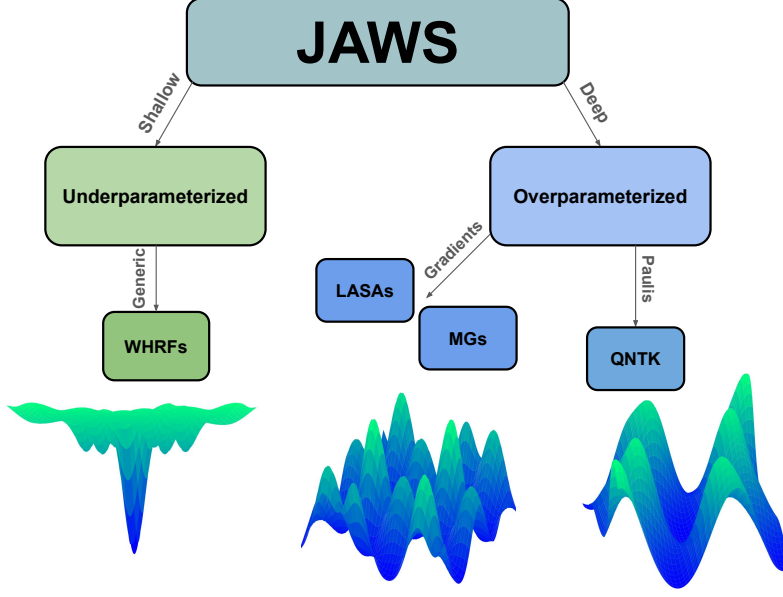 JAWS
Shallow
Deep
Underparameterized
Overparameterized
Generic
Gradients
Paulis
LASAs
MGs
WHRFs
QNTK